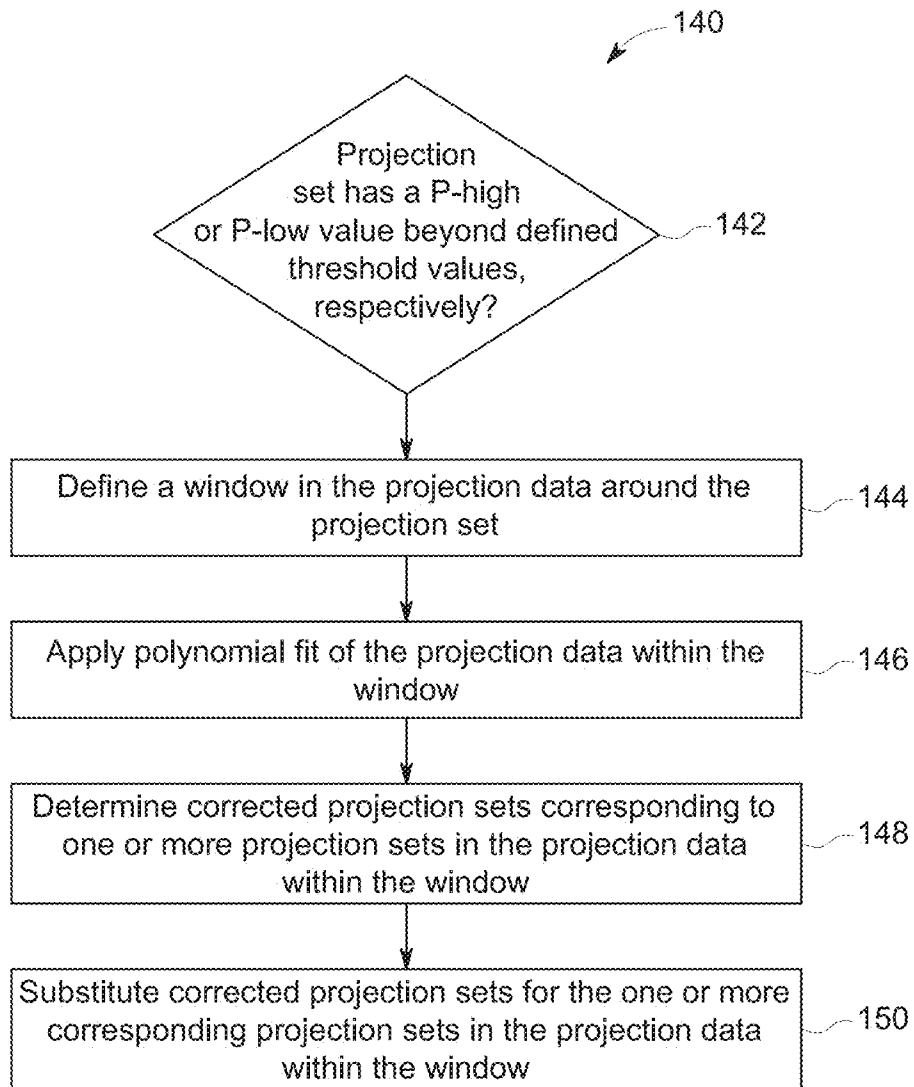 140
Projection
set has a P-high
or P-low value beyond defined
threshold values,
respectively?
142
Define a window in the projection data around the
projection set
144
Apply polynomial fit of the projection data within the
window
146
Determine corrected projection sets corresponding to
one or more projection sets in the projection data
within the window
148
Substitute corrected projection sets for the one or more
corresponding projection sets in the projection data
within the window
150